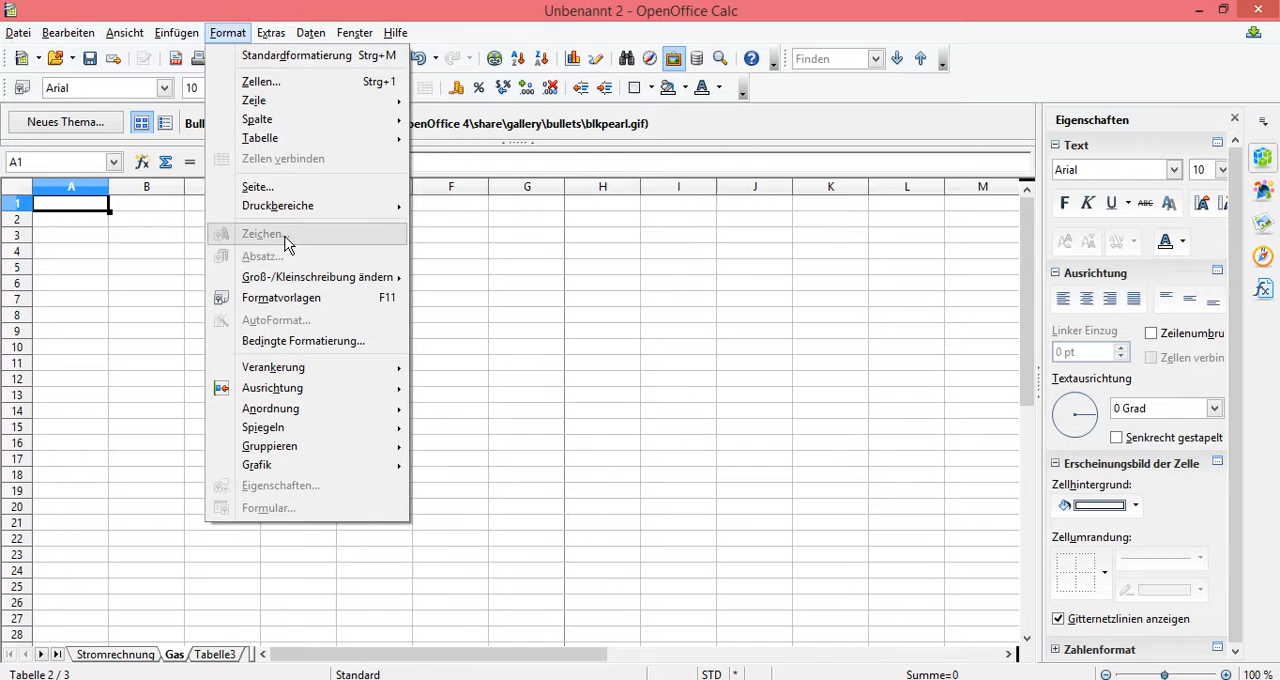 Unbenannt 2 - OpenOffice Calc
Datei Bearbeiten Ansicht Einfügen Format Extras Daten Fenster Hilfe
Finden
Arial 10
Neues Thema...
Bull
penOffice 4\share\gallery\bullets\blkpearl.gif)
A1
A B F G H I J K L M
1
2
3
4
5
6
7
8
9
10
11
12
13
14
15
16
17
18
19
20
21
22
23
24
25
26
27
28
Standardformatierung Strg+M
Zellen... Strg+1
Zeile
Spalte
Tabelle
Zellen verbinden
Seite...
Druckbereiche
Zeichen...
Absatz...
Groß-/Kleinschreibung ändern
Formatvorlagen F11
AutoFormat...
Bedingte Formatierung...
Verankerung
Ausrichtung
Anordnung
Spiegeln
Gruppieren
Grafik
Eigenschaften...
Formular...
Eigenschaften
Text
Arial 10
F K U ABC A
Ausrichtung
Linker Einzug
Zeilenumbru
0 pt
Zellen verbin
Textausrichtung
0 Grad
Senkrecht gestapelt
Erscheinungsbild der Zelle
Zellhintergrund:
Zellumrandung:
Gitternetzlinien anzeigen
Zahlenformat
Stromrechnung Gas Tabelle3
Tabelle 2 / 3 Standard STD * Summe=0 100 %